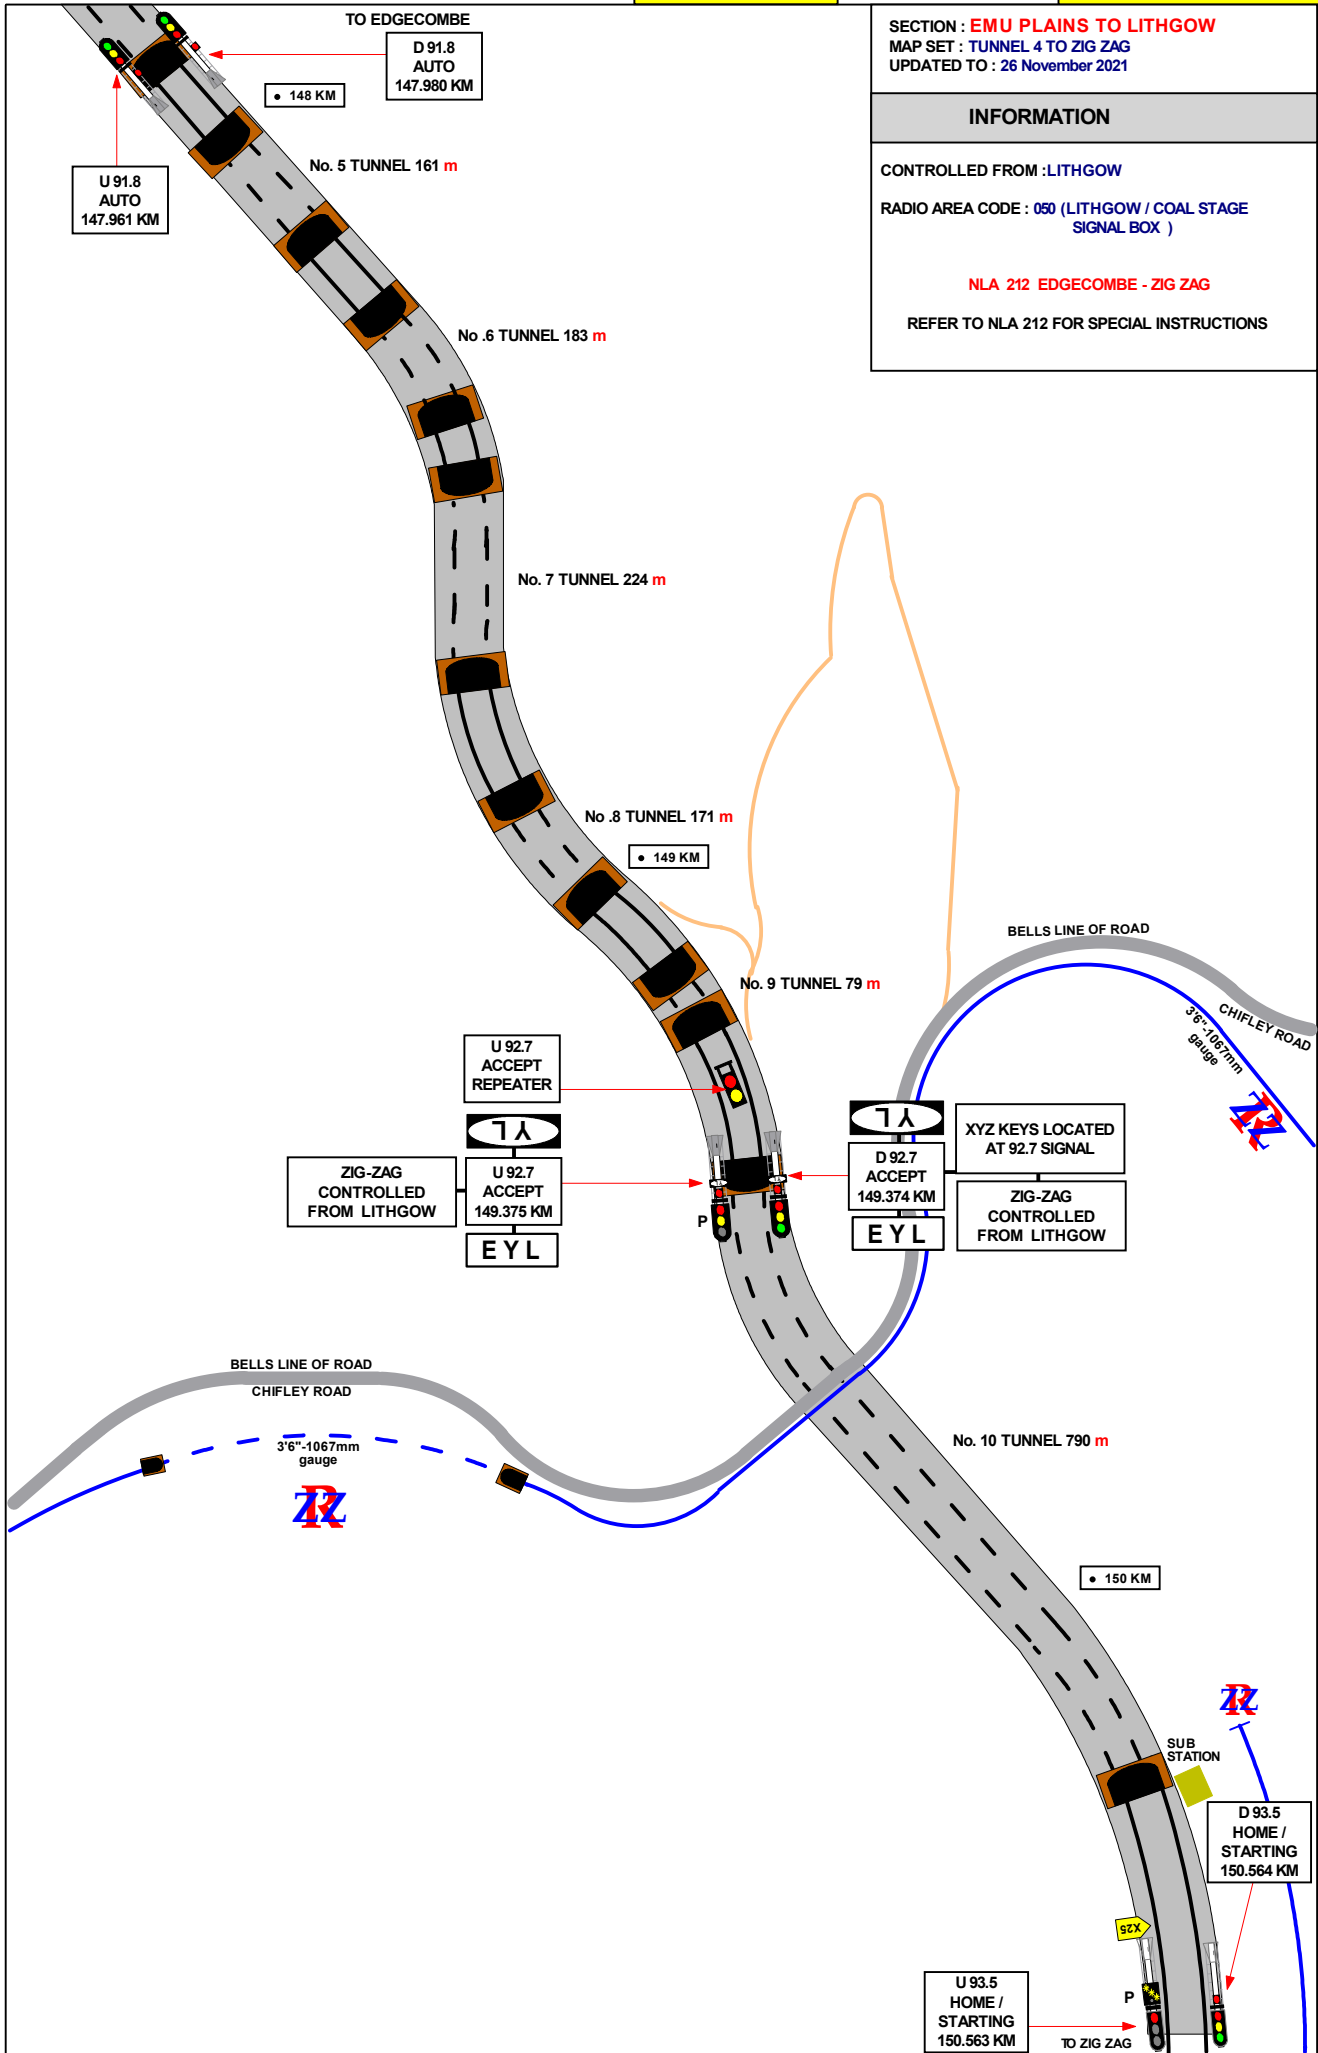 TO EDGECOMBE
D 91.8
AUTO
147.980 KM
• 148 KM
U 91.8
AUTO
147.961 KM
SECTION : EMU PLAINS TO LITHGOW
MAP SET : TUNNEL 4 TO ZIG ZAG
UPDATED TO : 26 November 2021
INFORMATION
CONTROLLED FROM :LITHGOW
RADIO AREA CODE : 050 (LITHGOW / COAL STAGE
SIGNAL BOX )
NLA 212 EDGECOMBE - ZIG ZAG
REFER TO NLA 212 FOR SPECIAL INSTRUCTIONS
No. 5 TUNNEL 161 m
No .6 TUNNEL 183 m
No. 7 TUNNEL 224 m
No .8 TUNNEL 171 m
• 149 KM
BELLS LINE OF ROAD
CHIFLEY ROAD
3'6"-1067mm
gauge
ZZR
No. 9 TUNNEL 79 m
U 92.7
ACCEPT
REPEATER
YL
ZIG-ZAG
CONTROLLED
FROM LITHGOW
U 92.7
ACCEPT
149.375 KM
EYL
P
YL
D 92.7
ACCEPT
149.374 KM
EYL
XYZ KEYS LOCATED
AT 92.7 SIGNAL
ZIG-ZAG
CONTROLLED
FROM LITHGOW
BELLS LINE OF ROAD
CHIFLEY ROAD
3'6"-1067mm
gauge
ZZR
No. 10 TUNNEL 790 m
• 150 KM
ZZR
SUB
STATION
D 93.5
HOME /
STARTING
150.564 KM
X25
P
U 93.5
HOME /
STARTING
150.563 KM
TO ZIG ZAG